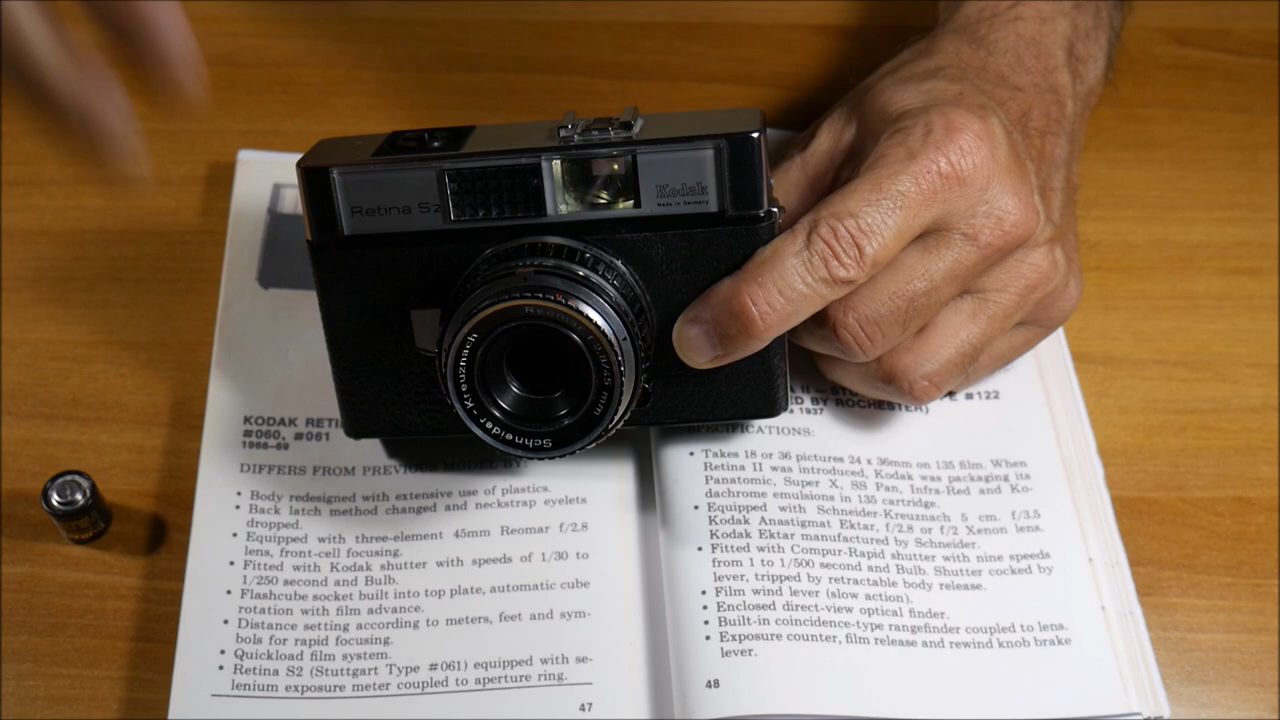 Retina S2
Kodak
Made in Germany
Reomar f:2.8/45 mm
Schneider-Kreuznach
KODAK RETI
#060, #061
1966-69
DIFFERS FROM PREVIOUS MODEL BY:
• Body redesigned with extensive use of plastics.
• Back latch method changed and neckstrap eyelets
dropped.
• Equipped with three-element 45mm Reomar f/2.8
lens, front-cell focusing.
• Fitted with Kodak shutter with speeds of 1/30 to
1/250 second and Bulb.
• Flashcube socket built into top plate, automatic cube
rotation with film advance.
• Distance setting according to meters, feet and sym-
bols for rapid focusing.
• Quickload film system.
• Retina S2 (Stuttgart Type #061) equipped with se-
lenium exposure meter coupled to aperture ring.
47
#122
ED BY ROCHESTER)
1937
SPECIFICATIONS:
• Takes 18 or 36 pictures 24 x 36mm on 135 film. When
Retina II was introduced, Kodak was packaging its
Panatomic, Super X, SS Pan, Infra-Red and Ko-
dachrome emulsions in 135 cartridge.
• Equipped with Schneider-Kreuznach 5 cm. f/3.5
Kodak Anastigmat Ektar, f/2.8 or f/2 Xenon lens.
Kodak Ektar manufactured by Schneider.
• Fitted with Compur-Rapid shutter with nine speeds
from 1 to 1/500 second and Bulb. Shutter cocked by
lever, tripped by retractable body release.
• Film wind lever (slow action).
• Enclosed direct-view optical finder.
• Built-in coincidence-type rangefinder coupled to lens.
• Exposure counter, film release and rewind knob brake
lever.
48